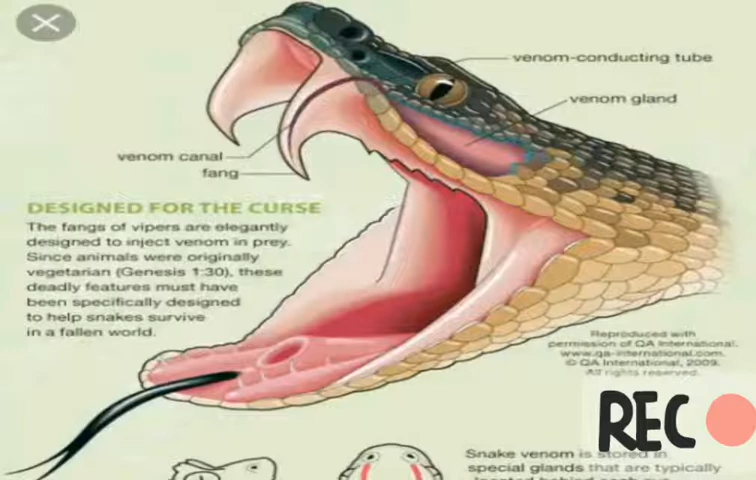 venom-conducting tube
venom gland
venom canal
fang
DESIGNED FOR THE CURSE
The fangs of vipers are elegantly
designed to inject venom in prey.
Since animals were originally
vegetarian (Genesis 1:30), these
deadly features must have
been specifically designed
to help snakes survive
in a fallen world.
Reproduced with
permission of QA International.
www.qa-international.com.
© QA International, 2009.
All rights reserved.
REC
Snake venom is stored in
special glands that are typically